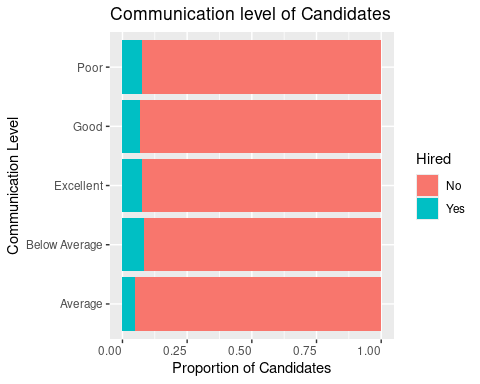 Communication level of Candidates
Communication Level
Poor
Good
Excellent
Below Average
Average
0.00 0.25 0.50 0.75 1.00
Proportion of Candidates
Hired
No
Yes